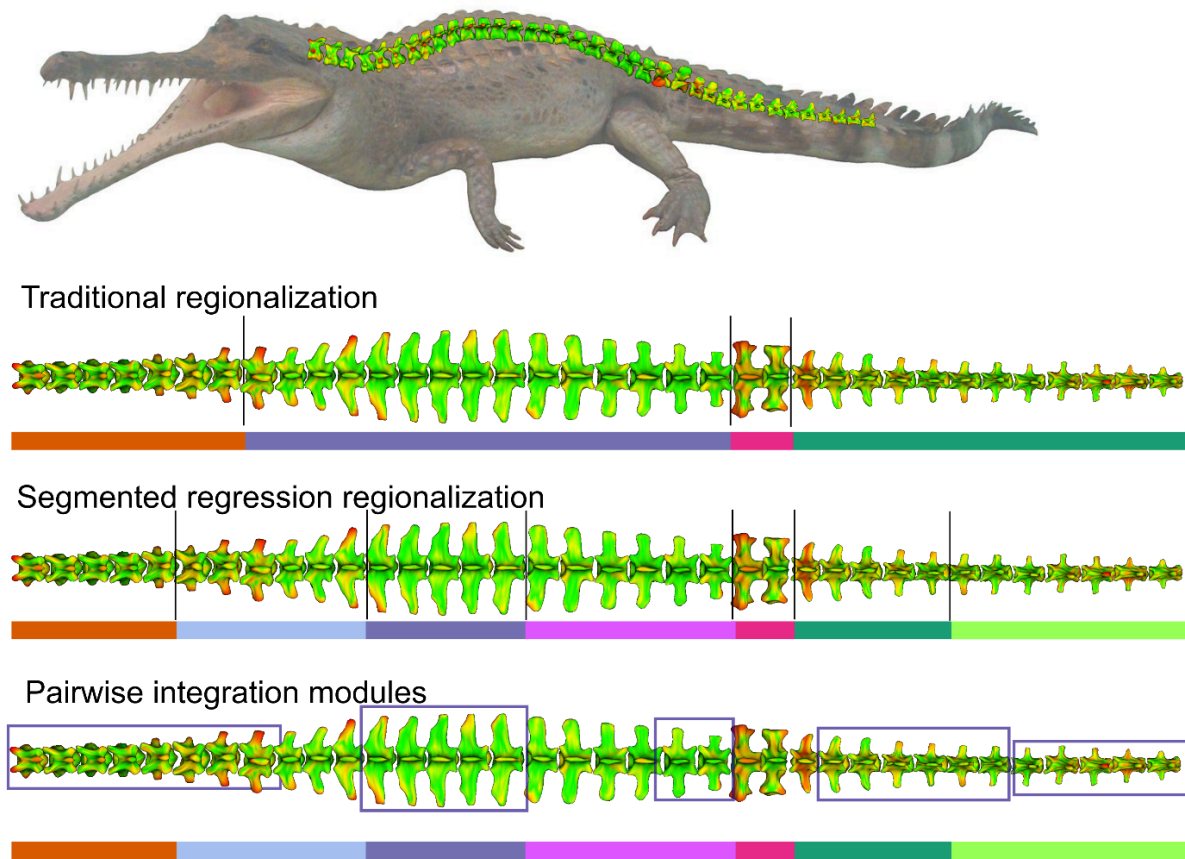 Traditional regionalization
Segmented regression regionalization
Pairwise integration modules